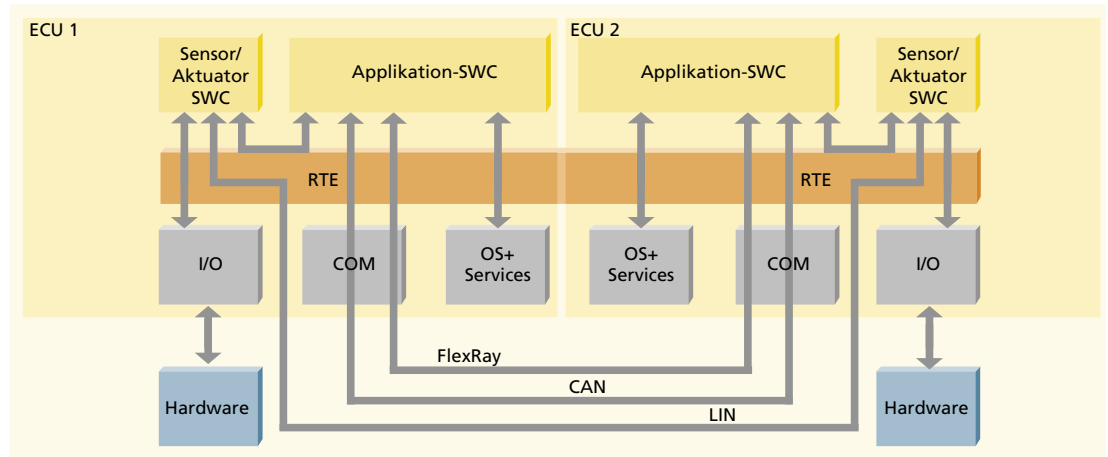 ECU 1
ECU 2
Sensor/
Aktuator
SWC
Applikation-SWC
Applikation-SWC
Sensor/
Aktuator
SWC
RTE
RTE
I/O
COM
OS+
Services
OS+
Services
COM
I/O
FlexRay
CAN
LIN
Hardware
Hardware